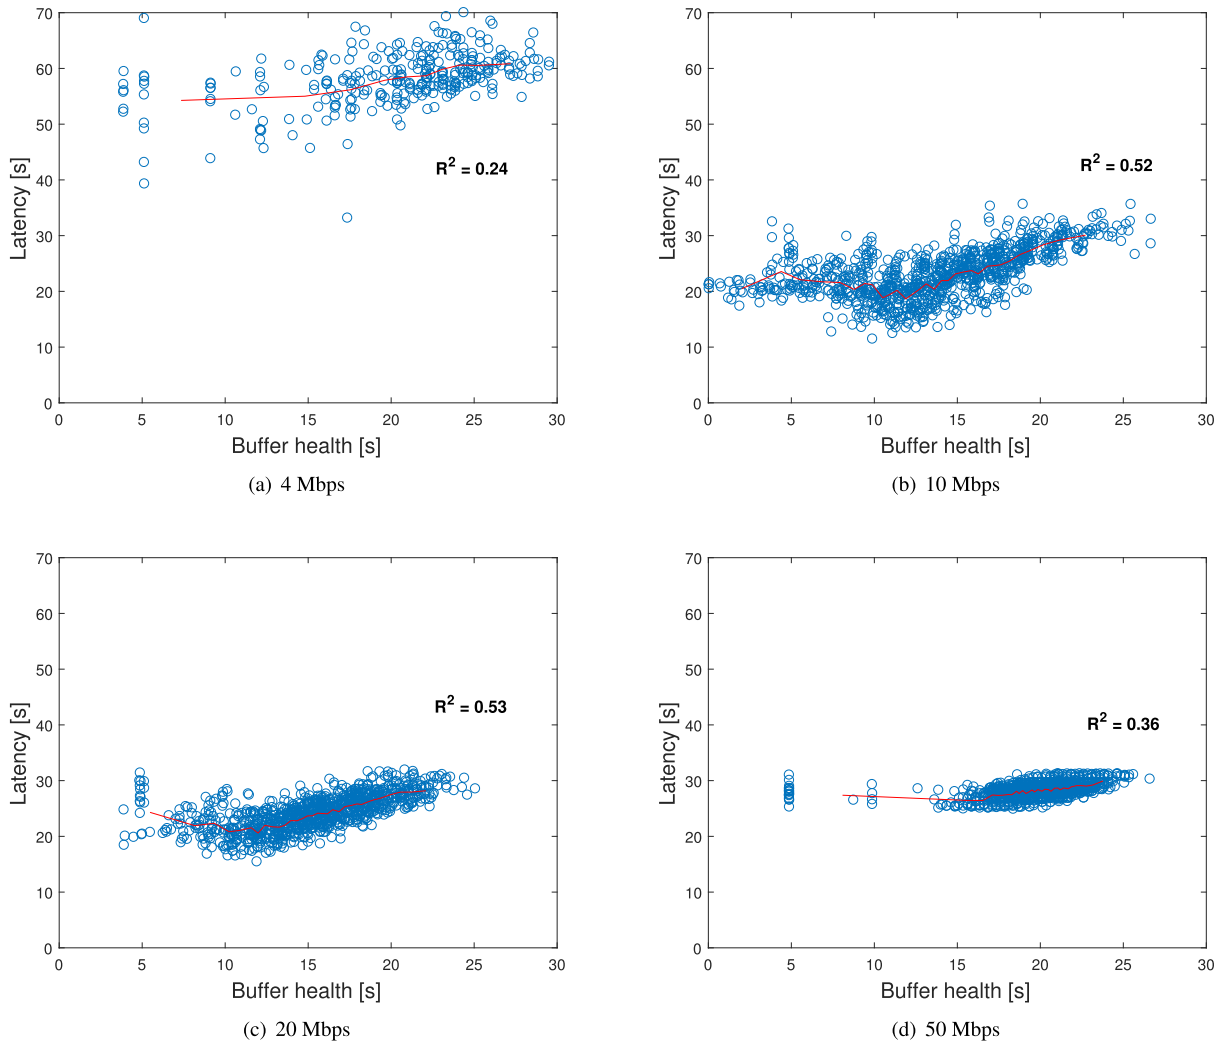 70
60
50
40
30
20
10
0
Latency [s]
R² = 0.24
0 5 10 15 20 25 30
Buffer health [s]
(a) 4 Mbps
70
60
50
40
30
20
10
0
Latency [s]
R² = 0.52
0 5 10 15 20 25 30
Buffer health [s]
(b) 10 Mbps
70
60
50
40
30
20
10
0
Latency [s]
R² = 0.53
0 5 10 15 20 25 30
Buffer health [s]
(c) 20 Mbps
70
60
50
40
30
20
10
0
Latency [s]
R² = 0.36
0 5 10 15 20 25 30
Buffer health [s]
(d) 50 Mbps